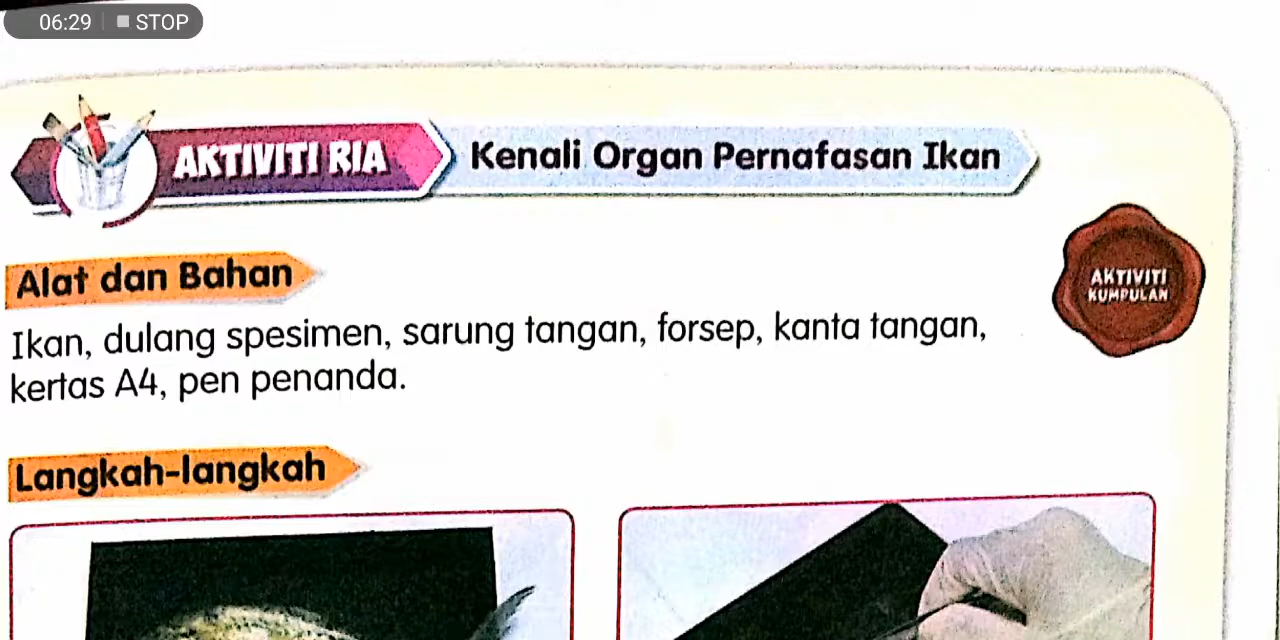 06:29 STOP
AKTIVITI RIA
Kenali Organ Pernafasan Ikan
Alat dan Bahan
AKTIVITI
KUMPULAN
Ikan, dulang spesimen, sarung tangan, forsep, kanta tangan,
kertas A4, pen penanda.
Langkah-langkah